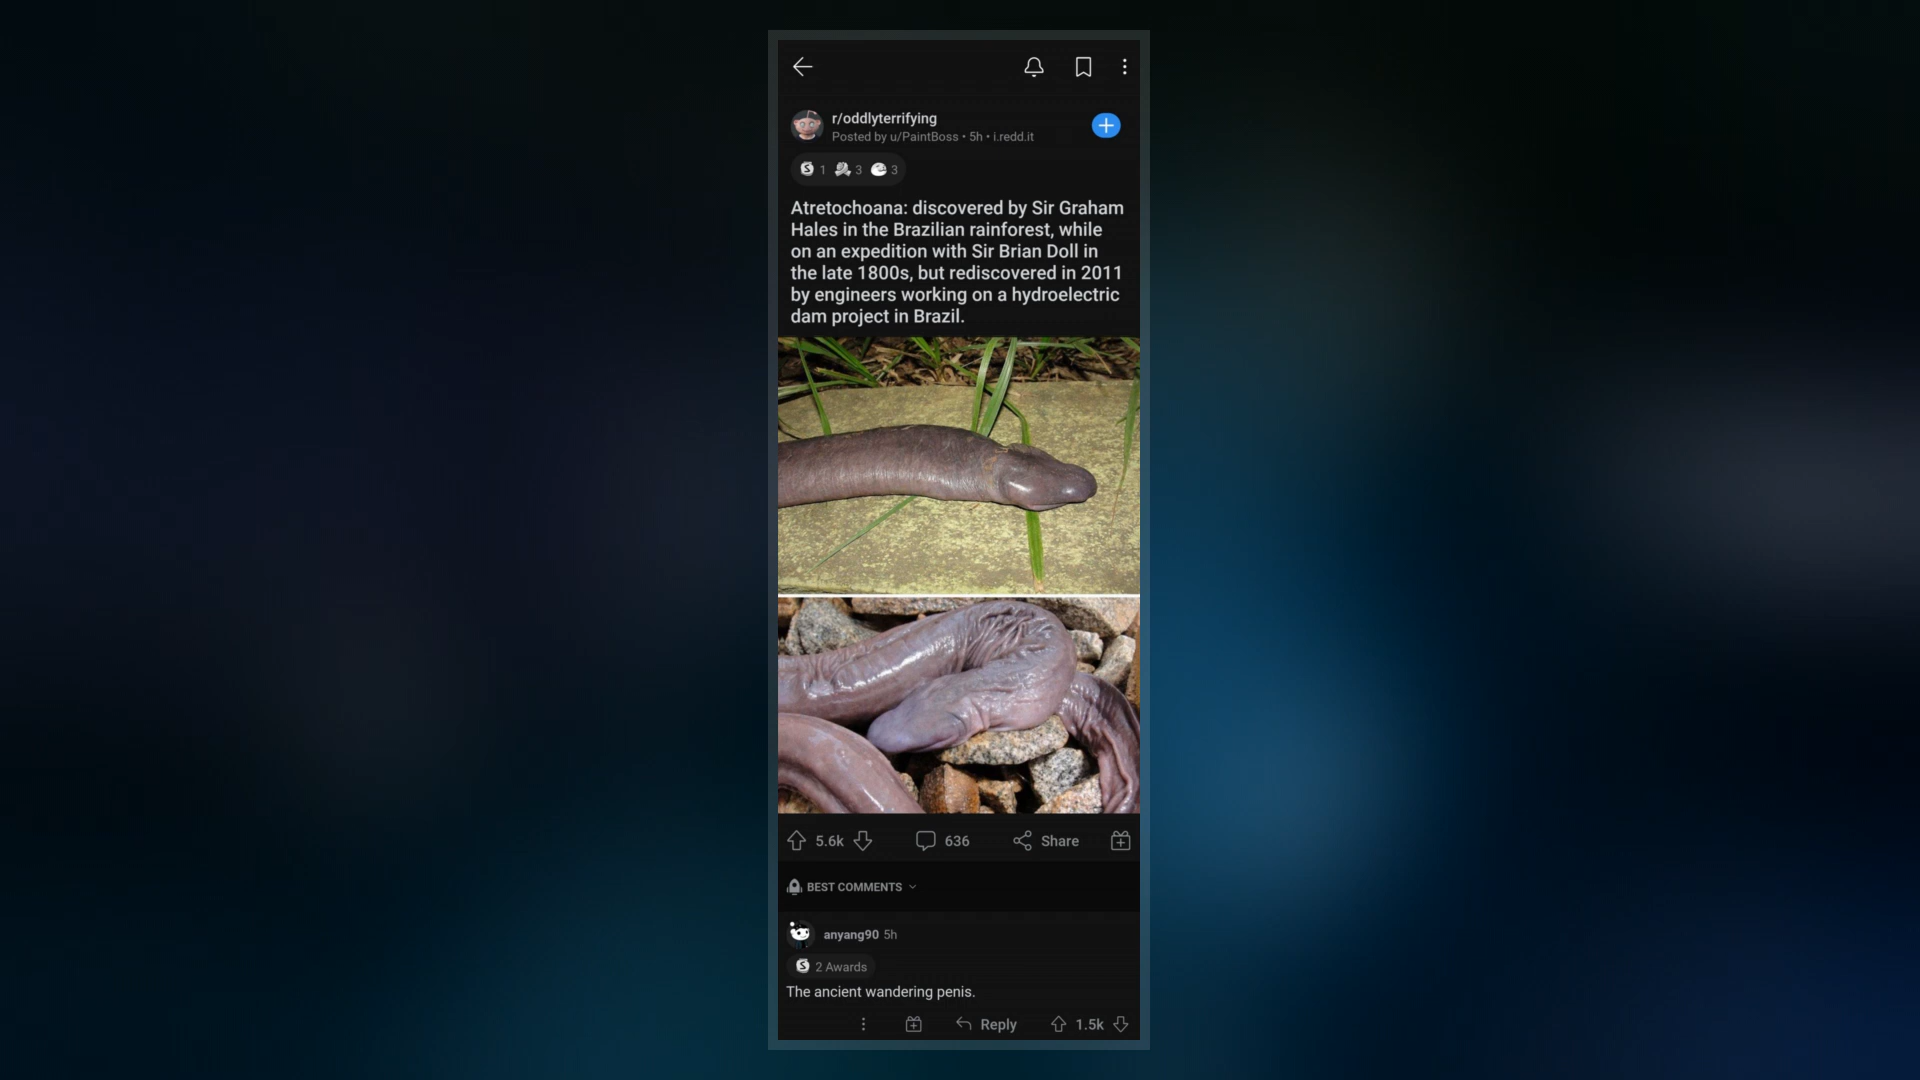 r/oddlyterrifying
Posted by u/PaintBoss • 5h • i.redd.it
1 3 3
Atretochoana: discovered by Sir Graham
Hales in the Brazilian rainforest, while
on an expedition with Sir Brian Doll in
the late 1800s, but rediscovered in 2011
by engineers working on a hydroelectric
dam project in Brazil.
5.6k 636 Share
BEST COMMENTS
anyang90 5h
S 2 Awards
The ancient wandering penis.
Reply 1.5k